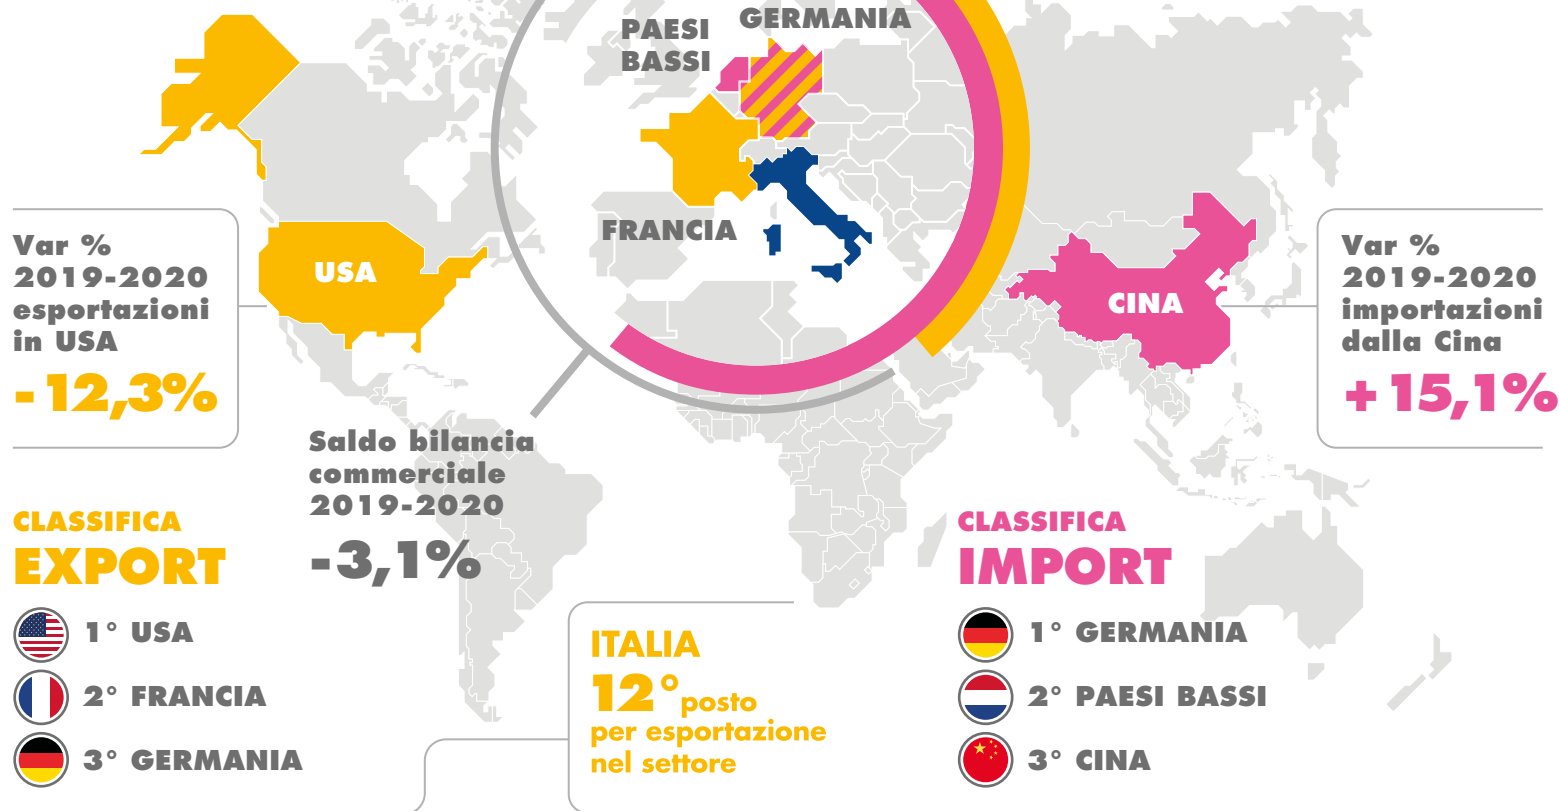 PAESI
BASSI
GERMANIA
FRANCIA
USA
CINA
Var %
2019-2020
esportazioni
in USA
- 12,3%
Var %
2019-2020
importazioni
dalla Cina
+ 15,1%
Saldo bilancia
commerciale
2019-2020
-3,1%
CLASSIFICA
EXPORT
1° USA
2° FRANCIA
3° GERMANIA
ITALIA
12° posto
per esportazione
nel settore
CLASSIFICA
IMPORT
1° GERMANIA
2° PAESI BASSI
3° CINA